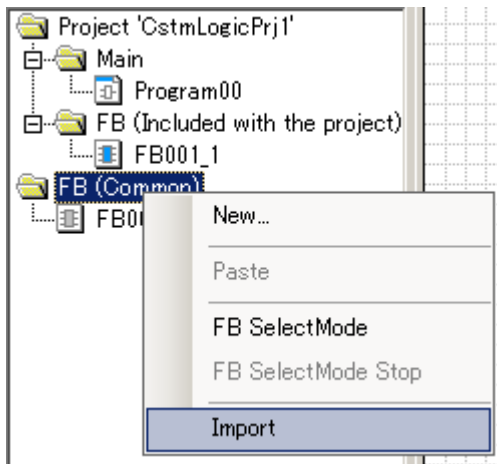 Project 'CstmLogicPrj1'
Main
Program00
FB (Included with the project)
FB001_1
FB (Common)
New...
Paste
FB SelectMode
FB SelectMode Stop
Import